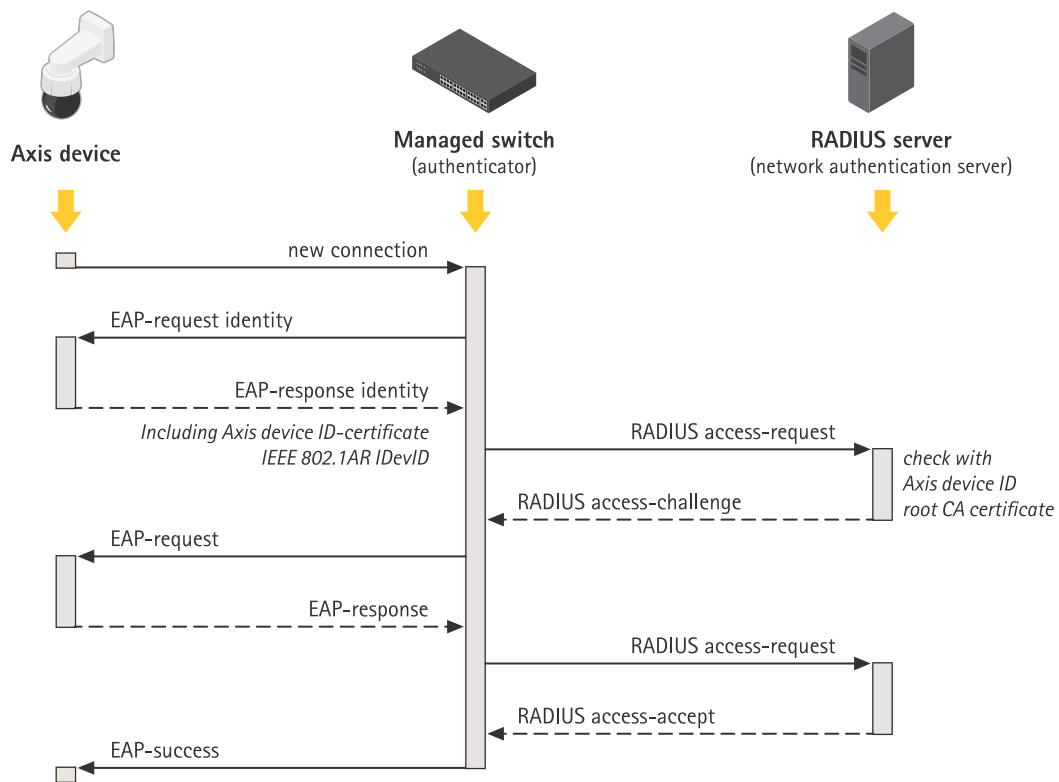 Axis device
Managed switch
(authenticator)
RADIUS server
(network authentication server)
new connection
EAP-request identity
EAP-response identity
Including Axis device ID-certificate
IEEE 802.1AR IDevID
RADIUS access-request
check with
Axis device ID
root CA certificate
RADIUS access-challenge
EAP-request
EAP-response
RADIUS access-request
RADIUS access-accept
EAP-success